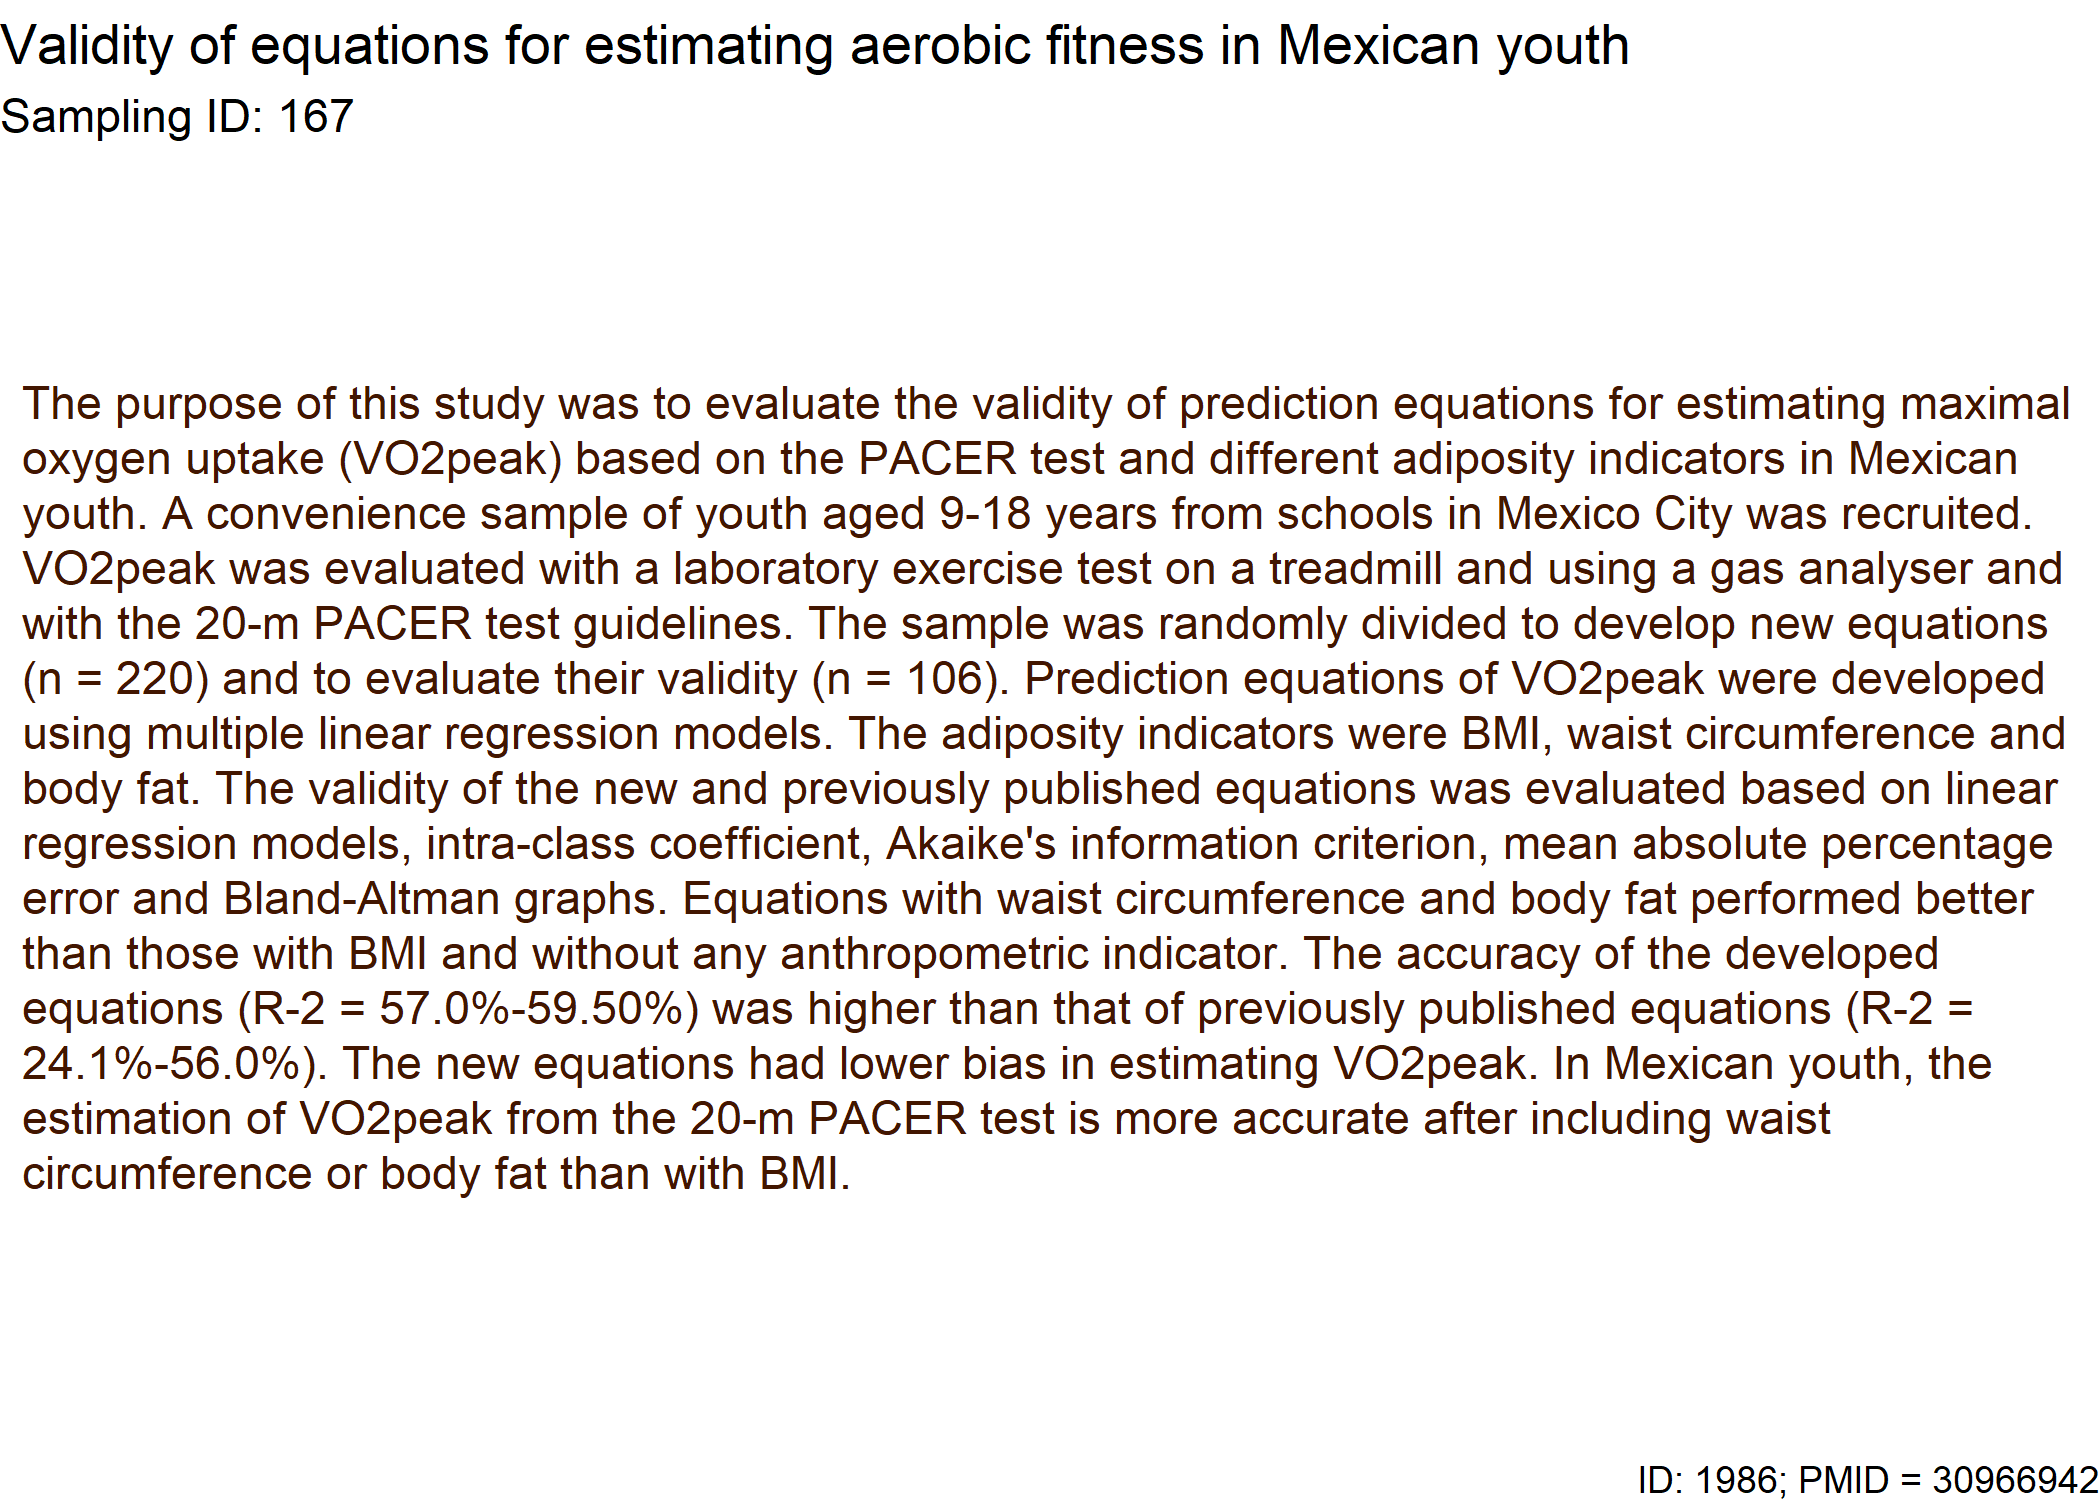 Validity of equations for estimating aerobic fitness in Mexican youth
Sampling ID: 167
The purpose of this study was to evaluate the validity of prediction equations for estimating maximal
oxygen uptake (VO2peak) based on the PACER test and different adiposity indicators in Mexican
youth. A convenience sample of youth aged 9-18 years from schools in Mexico City was recruited.
VO2peak was evaluated with a laboratory exercise test on a treadmill and using a gas analyser and
with the 20-m PACER test guidelines. The sample was randomly divided to develop new equations
(n = 220) and to evaluate their validity (n = 106). Prediction equations of VO2peak were developed
using multiple linear regression models. The adiposity indicators were BMI, waist circumference and
body fat. The validity of the new and previously published equations was evaluated based on linear
regression models, intra-class coefficient, Akaike's information criterion, mean absolute percentage
error and Bland-Altman graphs. Equations with waist circumference and body fat performed better
than those with BMI and without any anthropometric indicator. The accuracy of the developed
equations (R-2 = 57.0%-59.50%) was higher than that of previously published equations (R-2 =
24.1%-56.0%). The new equations had lower bias in estimating VO2peak. In Mexican youth, the
estimation of VO2peak from the 20-m PACER test is more accurate after including waist
circumference or body fat than with BMI.
ID: 1986; PMID = 30966942